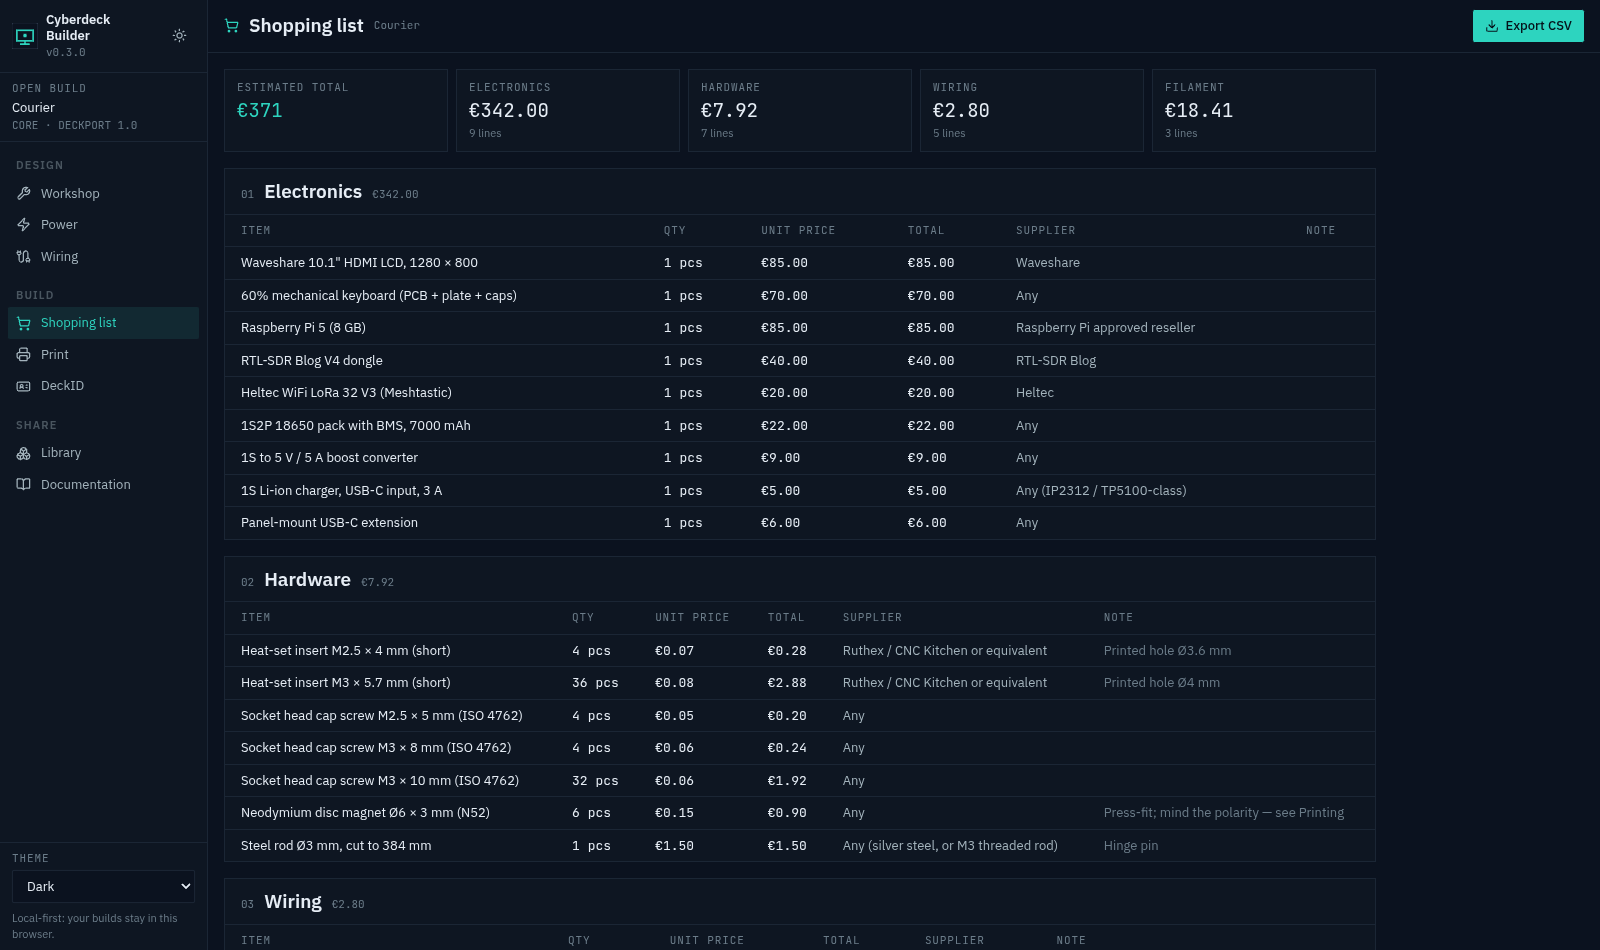 Cyberdeck
Builder
v0.3.0
OPEN BUILD
Courier
CORE · DECKPORT 1.0
DESIGN
Workshop
Power
Wiring
BUILD
Shopping list
Print
DeckID
SHARE
Library
Documentation
THEME
Dark
Local-first: your builds stay in this
browser.
Shopping list Courier
Export CSV
ESTIMATED TOTAL
€371
ELECTRONICS
€342.00
9 lines
HARDWARE
€7.92
7 lines
WIRING
€2.80
5 lines
FILAMENT
€18.41
3 lines
01 Electronics €342.00
ITEM QTY UNIT PRICE TOTAL SUPPLIER NOTE
Waveshare 10.1" HDMI LCD, 1280 × 800 1 pcs €85.00 €85.00 Waveshare
60% mechanical keyboard (PCB + plate + caps) 1 pcs €70.00 €70.00 Any
Raspberry Pi 5 (8 GB) 1 pcs €85.00 €85.00 Raspberry Pi approved reseller
RTL-SDR Blog V4 dongle 1 pcs €40.00 €40.00 RTL-SDR Blog
Heltec WiFi LoRa 32 V3 (Meshtastic) 1 pcs €20.00 €20.00 Heltec
1S2P 18650 pack with BMS, 7000 mAh 1 pcs €22.00 €22.00 Any
1S to 5 V / 5 A boost converter 1 pcs €9.00 €9.00 Any
1S Li-ion charger, USB-C input, 3 A 1 pcs €5.00 €5.00 Any (IP2312 / TP5100-class)
Panel-mount USB-C extension 1 pcs €6.00 €6.00 Any
02 Hardware €7.92
ITEM QTY UNIT PRICE TOTAL SUPPLIER NOTE
Heat-set insert M2.5 × 4 mm (short) 4 pcs €0.07 €0.28 Ruthex / CNC Kitchen or equivalent Printed hole Ø3.6 mm
Heat-set insert M3 × 5.7 mm (short) 36 pcs €0.08 €2.88 Ruthex / CNC Kitchen or equivalent Printed hole Ø4 mm
Socket head cap screw M2.5 × 5 mm (ISO 4762) 4 pcs €0.05 €0.20 Any
Socket head cap screw M3 × 8 mm (ISO 4762) 4 pcs €0.06 €0.24 Any
Socket head cap screw M3 × 10 mm (ISO 4762) 32 pcs €0.06 €1.92 Any
Neodymium disc magnet Ø6 × 3 mm (N52) 6 pcs €0.15 €0.90 Any Press-fit; mind the polarity — see Printing
Steel rod Ø3 mm, cut to 384 mm 1 pcs €1.50 €1.50 Any (silver steel, or M3 threaded rod) Hinge pin
03 Wiring €2.80
ITEM QTY UNIT PRICE TOTAL SUPPLIER NOTE